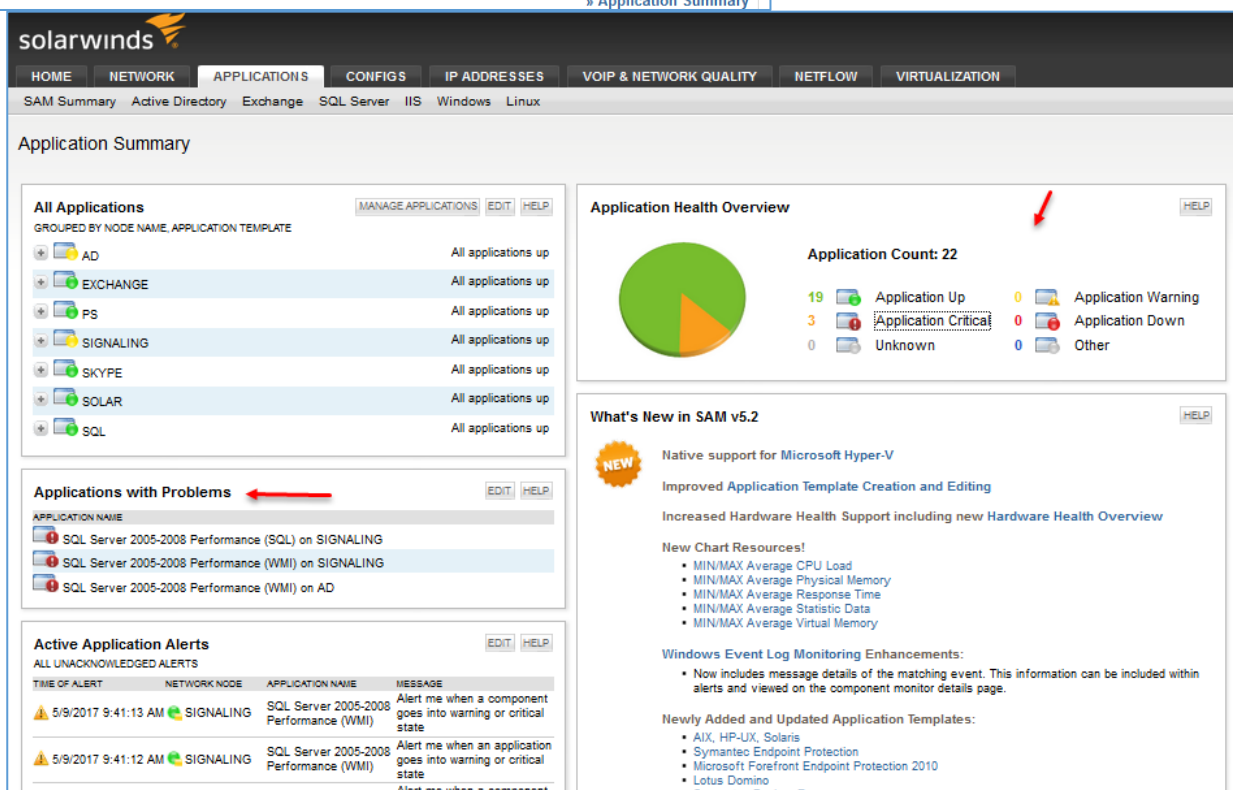 » Application Summary
solarwinds
HOME NETWORK APPLICATIONS CONFIGS IP ADDRESSES VOIP & NETWORK QUALITY NETFLOW VIRTUALIZATION
SAM Summary Active Directory Exchange SQL Server IIS Windows Linux
Application Summary
All Applications MANAGE APPLICATIONS EDIT HELP
GROUPED BY NODE NAME, APPLICATION TEMPLATE
AD All applications up
EXCHANGE All applications up
PS All applications up
SIGNALING All applications up
SKYPE All applications up
SOLAR All applications up
SQL All applications up
Applications with Problems EDIT HELP
APPLICATION NAME
SQL Server 2005-2008 Performance (SQL) on SIGNALING
SQL Server 2005-2008 Performance (WMI) on SIGNALING
SQL Server 2005-2008 Performance (WMI) on AD
Active Application Alerts EDIT HELP
ALL UNACKNOWLEDGED ALERTS
TIME OF ALERT NETWORK NODE APPLICATION NAME MESSAGE
5/9/2017 9:41:13 AM SIGNALING SQL Server 2005-2008 Performance (WMI) Alert me when a component goes into warning or critical state
5/9/2017 9:41:12 AM SIGNALING SQL Server 2005-2008 Performance (WMI) Alert me when an application goes into warning or critical state
Alert me when a component
Application Health Overview HELP
Application Count: 22
19 Application Up 0 Application Warning
3 Application Critical 0 Application Down
0 Unknown 0 Other
What's New in SAM v5.2 HELP
NEW
Native support for Microsoft Hyper-V
Improved Application Template Creation and Editing
Increased Hardware Health Support including new Hardware Health Overview
New Chart Resources!
• MIN/MAX Average CPU Load
• MIN/MAX Average Physical Memory
• MIN/MAX Average Response Time
• MIN/MAX Average Statistic Data
• MIN/MAX Average Virtual Memory
Windows Event Log Monitoring Enhancements:
• Now includes message details of the matching event. This information can be included within
alerts and viewed on the component monitor details page.
Newly Added and Updated Application Templates:
• AIX, HP-UX, Solaris
• Symantec Endpoint Protection
• Microsoft Forefront Endpoint Protection 2010
• Lotus Domino